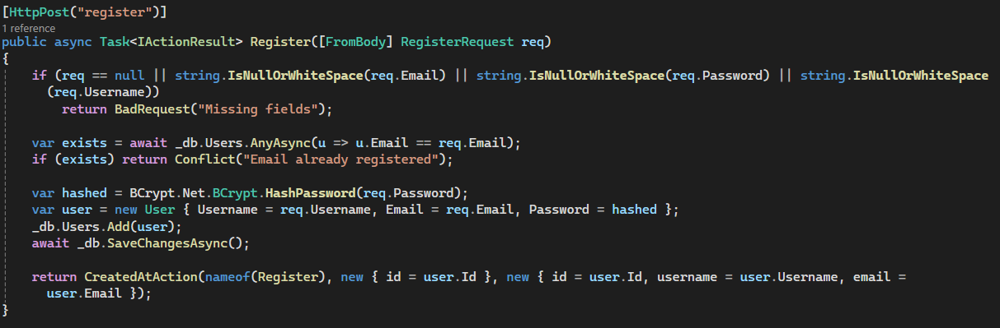 [HttpPost("register")]
1 reference
public async Task<IActionResult> Register([FromBody] RegisterRequest req)
{
    if (req == null || string.IsNullOrWhiteSpace(req.Email) || string.IsNullOrWhiteSpace(req.Password) || string.IsNullOrWhiteSpace
      (req.Username))
        return BadRequest("Missing fields");

    var exists = await _db.Users.AnyAsync(u => u.Email == req.Email);
    if (exists) return Conflict("Email already registered");

    var hashed = BCrypt.Net.BCrypt.HashPassword(req.Password);
    var user = new User { Username = req.Username, Email = req.Email, Password = hashed };
    _db.Users.Add(user);
    await _db.SaveChangesAsync();

    return CreatedAtAction(nameof(Register), new { id = user.Id }, new { id = user.Id, username = user.Username, email =
      user.Email });
}